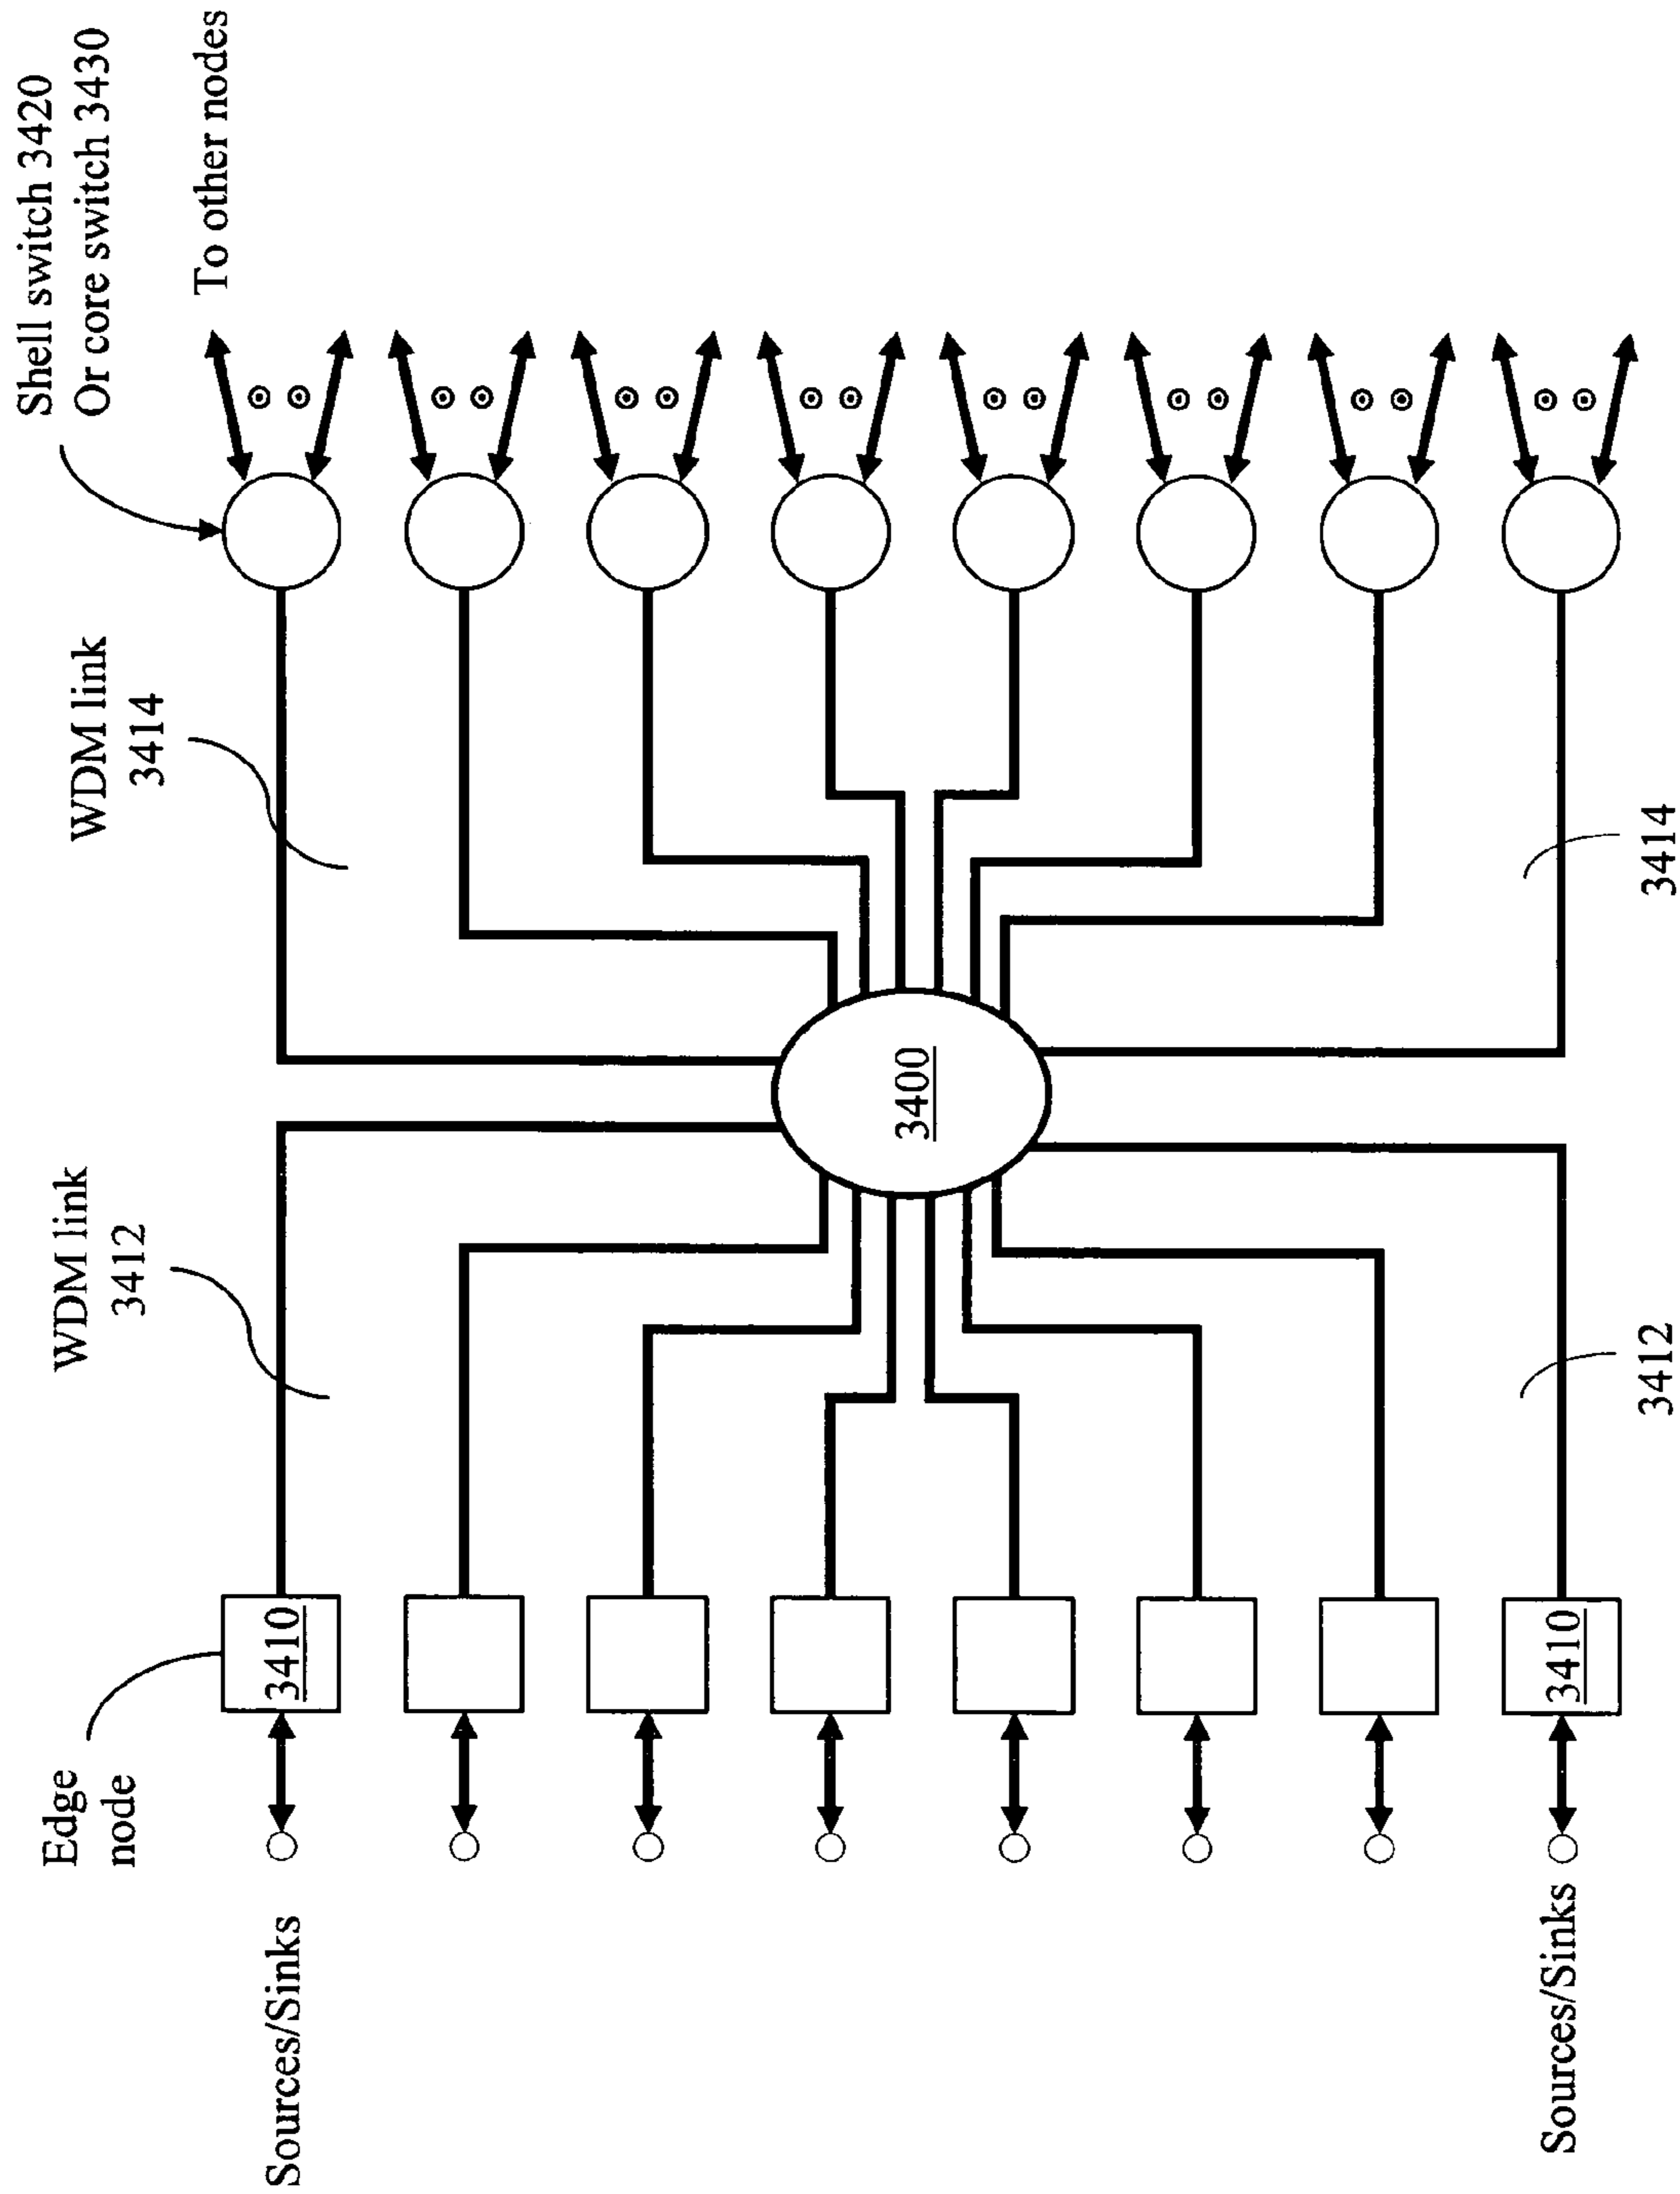 Shell switch 3420
Or core switch 3430
To other nodes
WDM link
3414
WDM link
3412
Edge
node
3410
3400
3410
3414
3412
Sources/Sinks
Sources/Sinks